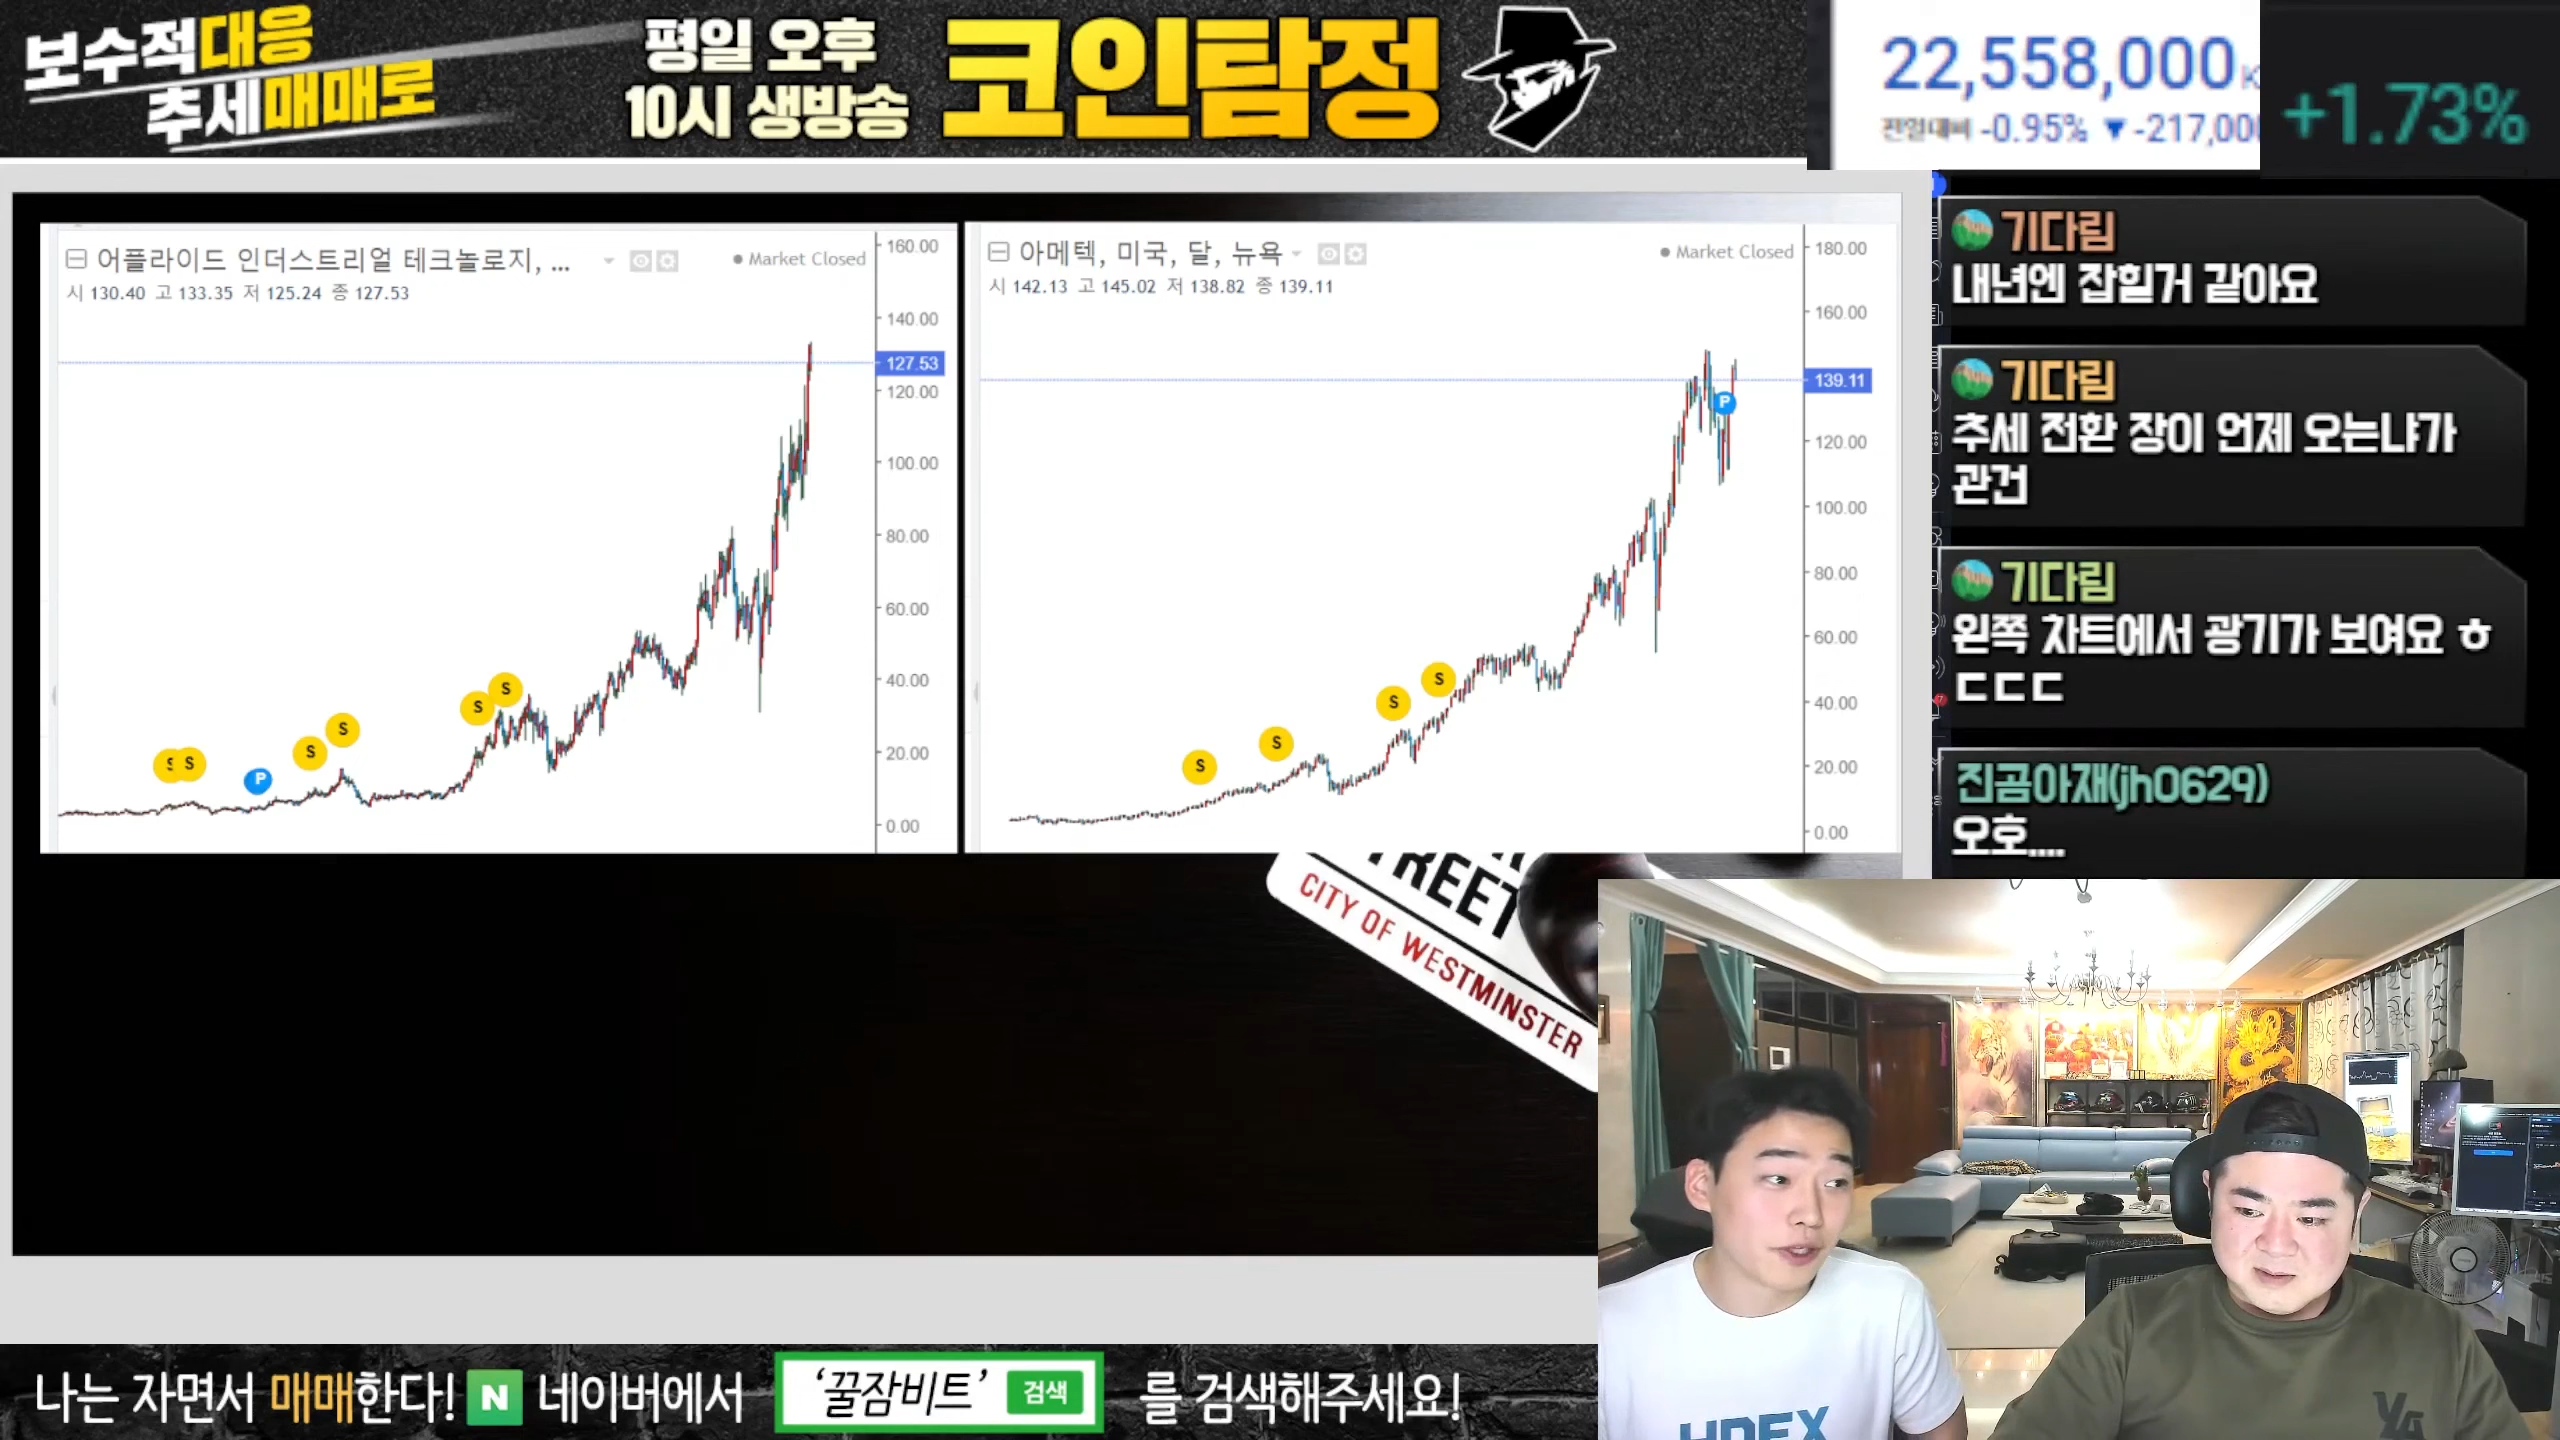 보수적대응
추세매매로
평일 오후
10시 생방송
코인탐정
22,558,000
전일대비 -0.95% ▼ -217,000
+1.73%
어플라이드 인더스트리얼 테크놀로지, ...
Market Closed
시 130.40 고 133.35 저 125.24 종 127.53
160.00
140.00
127.53
120.00
100.00
80.00
60.00
40.00
20.00
0.00
S
S
P
S
S
S
S
아메텍, 미국, 달, 뉴욕
Market Closed
시 142.13 고 145.02 저 138.82 종 139.11
180.00
160.00
139.11
120.00
100.00
80.00
60.00
40.00
20.00
0.00
P
S
S
S
S
기다림
내년엔 잡힐거 같아요
기다림
추세 전환 장이 언제 오는냐가
관건
기다림
왼쪽 차트에서 광기가 보여요 ㅎ
ㄷㄷㄷ
진곰아재(jh0629)
오호....
TREET
CITY OF WESTMINSTER
나는 자면서 매매한다! N 네이버에서 '꿀잠비트' 검색 를 검색해주세요!